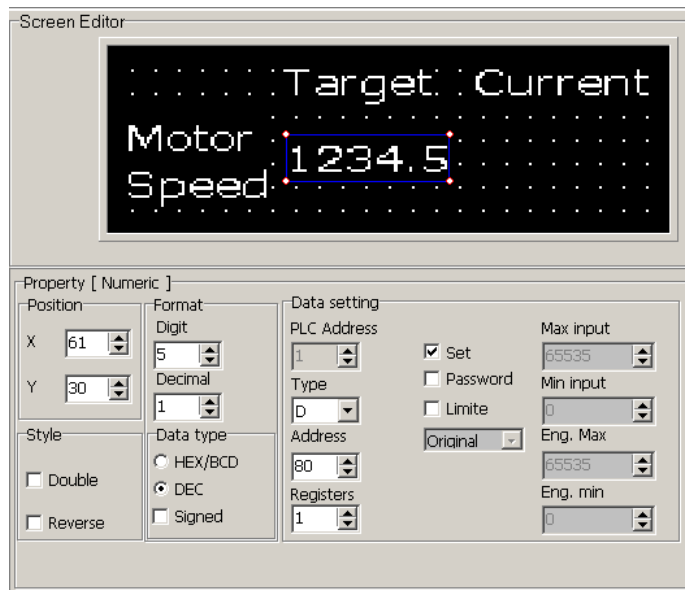 Screen Editor
Target Current
Motor
Speed
1234.5
Property [ Numeric ]
Position
X 61
Y 30
Style
Double
Reverse
Format
Digit
5
Decimal
1
Data type
HEX/BCD
DEC
Signed
Data setting
PLC Address
1
Type
D
Address
80
Registers
1
Set
Password
Limite
Original
Max input
65535
Min input
0
Eng. Max
65535
Eng. min
0